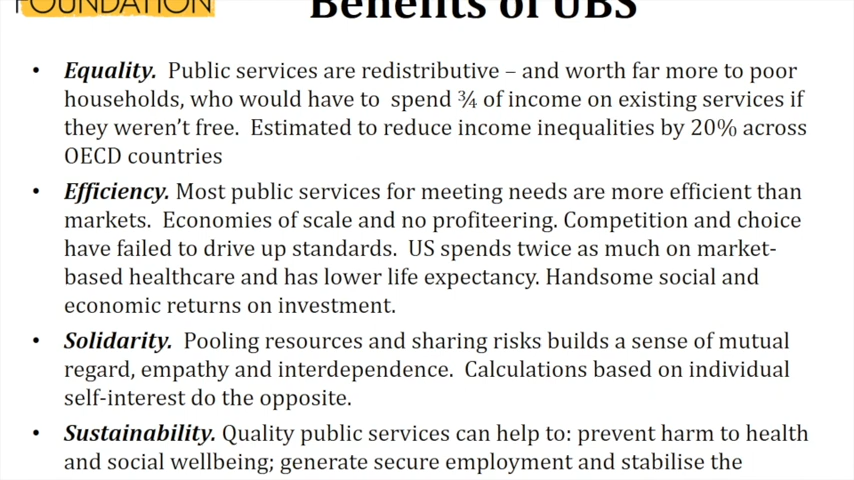 FOUNDATION
Benefits of UBS
• Equality. Public services are redistributive – and worth far more to poor
households, who would have to spend ¾ of income on existing services if
they weren’t free. Estimated to reduce income inequalities by 20% across
OECD countries
• Efficiency. Most public services for meeting needs are more efficient than
markets. Economies of scale and no profiteering. Competition and choice
have failed to drive up standards. US spends twice as much on market-
based healthcare and has lower life expectancy. Handsome social and
economic returns on investment.
• Solidarity. Pooling resources and sharing risks builds a sense of mutual
regard, empathy and interdependence. Calculations based on individual
self-interest do the opposite.
• Sustainability. Quality public services can help to: prevent harm to health
and social wellbeing; generate secure employment and stabilise the